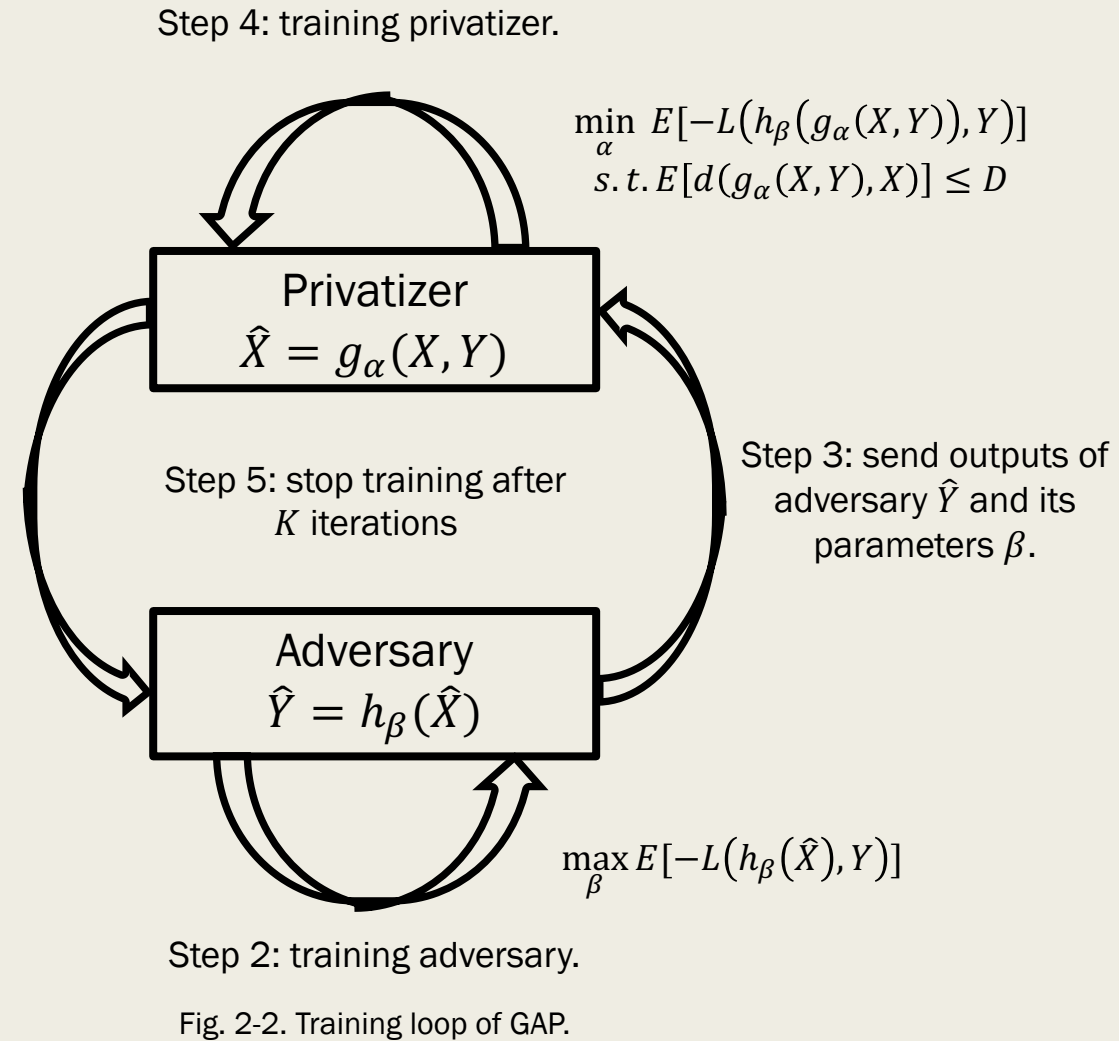 Step 4: training privatizer.
min E[−L(h_β(g_α(X, Y)), Y)]
α
s. t. E[d(g_α(X, Y), X)] ≤ D
Privatizer
X̂ = g_α(X, Y)
Step 5: stop training after
K iterations
Step 3: send outputs of
adversary Ŷ and its
parameters β.
Adversary
Ŷ = h_β(X̂)
max E[−L(h_β(X̂), Y)]
β
Step 2: training adversary.
Fig. 2-2. Training loop of GAP.